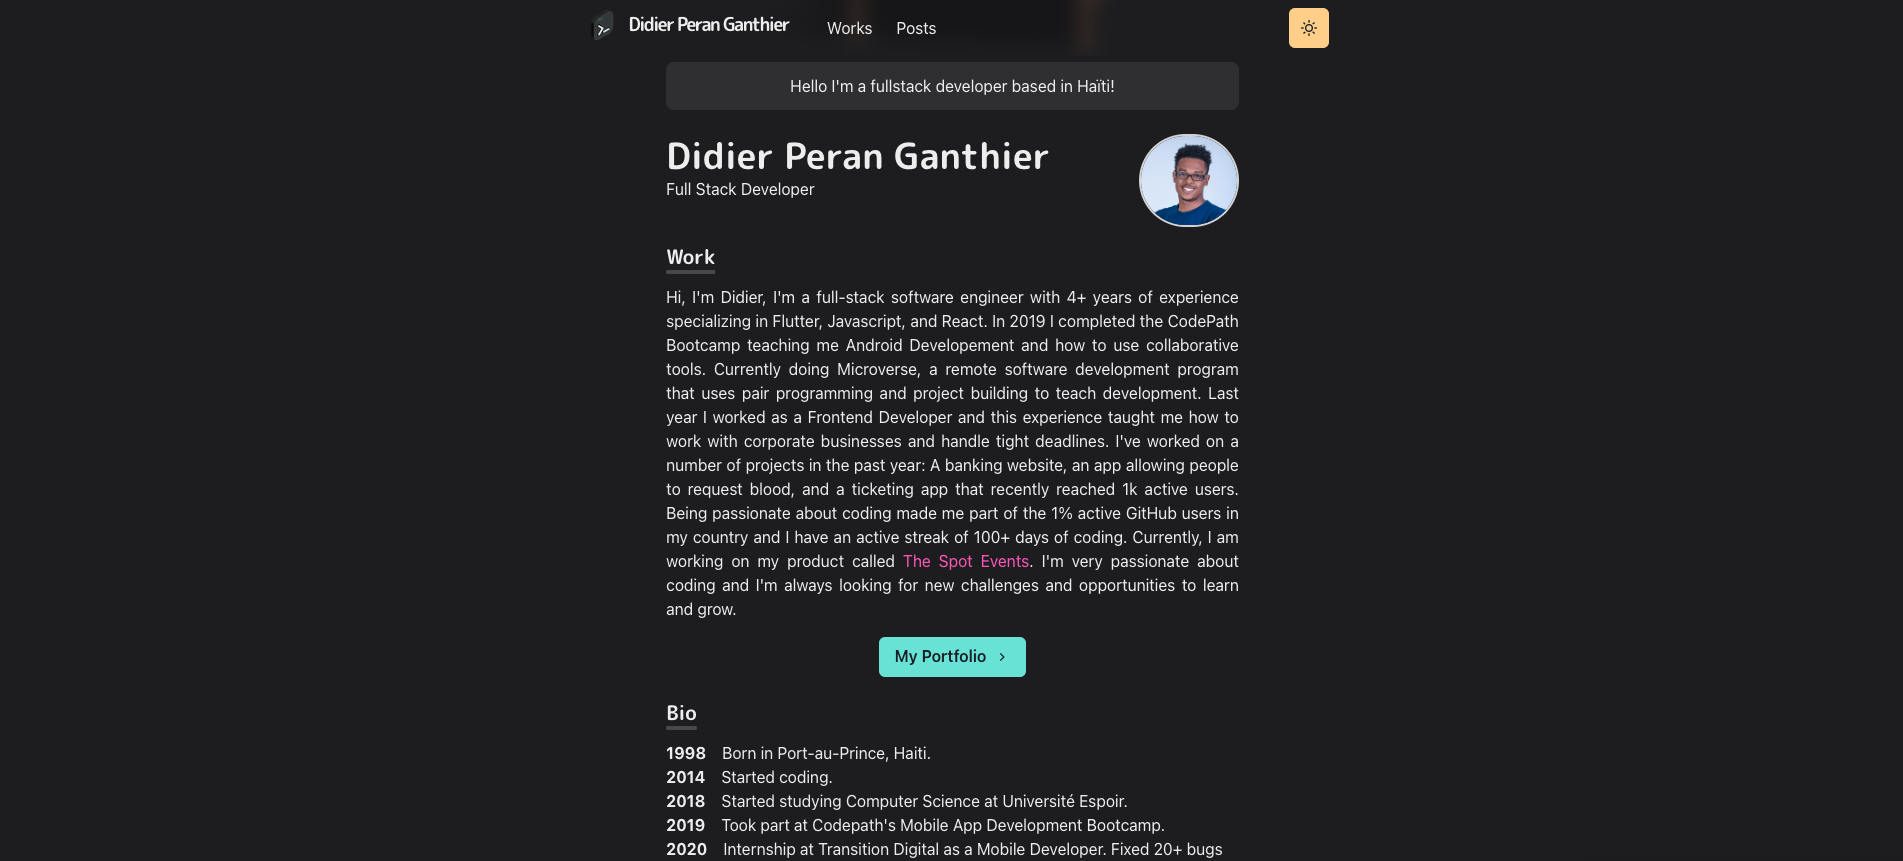 Didier Peran Ganthier
Works
Posts
Hello I'm a fullstack developer based in Haïti!
Didier Peran Ganthier
Full Stack Developer
Work
Hi, I'm Didier, I'm a full-stack software engineer with 4+ years of experience
specializing in Flutter, Javascript, and React. In 2019 I completed the CodePath
Bootcamp teaching me Android Developement and how to use collaborative
tools. Currently doing Microverse, a remote software development program
that uses pair programming and project building to teach development. Last
year I worked as a Frontend Developer and this experience taught me how to
work with corporate businesses and handle tight deadlines. I've worked on a
number of projects in the past year: A banking website, an app allowing people
to request blood, and a ticketing app that recently reached 1k active users.
Being passionate about coding made me part of the 1% active GitHub users in
my country and I have an active streak of 100+ days of coding. Currently, I am
working on my product called The Spot Events. I'm very passionate about
coding and I'm always looking for new challenges and opportunities to learn
and grow.
My Portfolio
Bio
1998 Born in Port-au-Prince, Haiti.
2014 Started coding.
2018 Started studying Computer Science at Université Espoir.
2019 Took part at Codepath's Mobile App Development Bootcamp.
2020 Internship at Transition Digital as a Mobile Developer. Fixed 20+ bugs